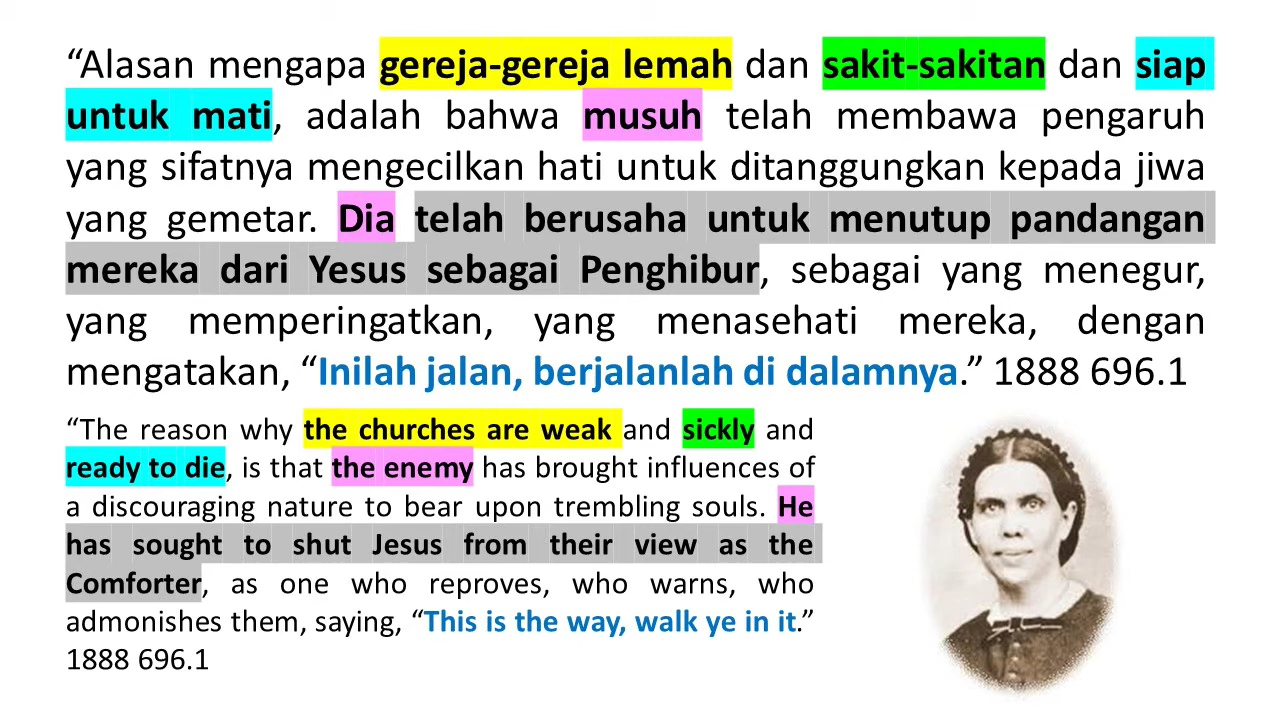 “Alasan mengapa gereja-gereja lemah dan sakit-sakitan dan siap
untuk mati, adalah bahwa musuh telah membawa pengaruh
yang sifatnya mengecilkan hati untuk ditanggungkan kepada jiwa
yang gemetar. Dia telah berusaha untuk menutup pandangan
mereka dari Yesus sebagai Penghibur, sebagai yang menegur,
yang memperingatkan, yang menasehati mereka, dengan
mengatakan, “Inilah jalan, berjalanlah di dalamnya.” 1888 696.1
“The reason why the churches are weak and sickly and
ready to die, is that the enemy has brought influences of
a discouraging nature to bear upon trembling souls. He
has sought to shut Jesus from their view as the
Comforter, as one who reproves, who warns, who
admonishes them, saying, “This is the way, walk ye in it.”
1888 696.1